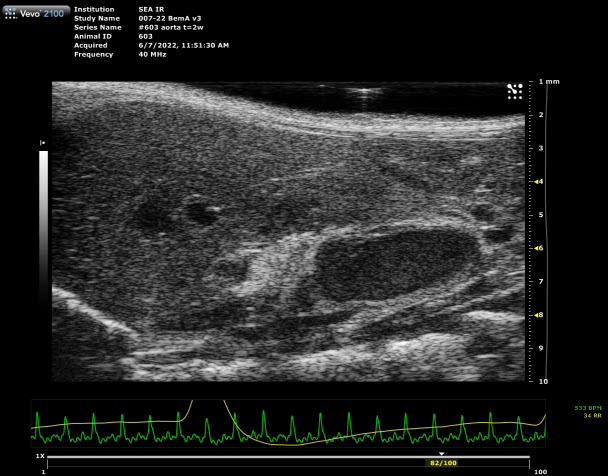 Vevo 2100
Institution SEA IR
Study Name 007-22 BemA v3
Series Name #603 aorta t=2w
Animal ID 603
Acquired 6/7/2022, 11:51:30 AM
Frequency 40 MHz
1 mm
2
3
4
5
6
7
8
9
10
333 BPM
34 RR
1X
82/100
1
100